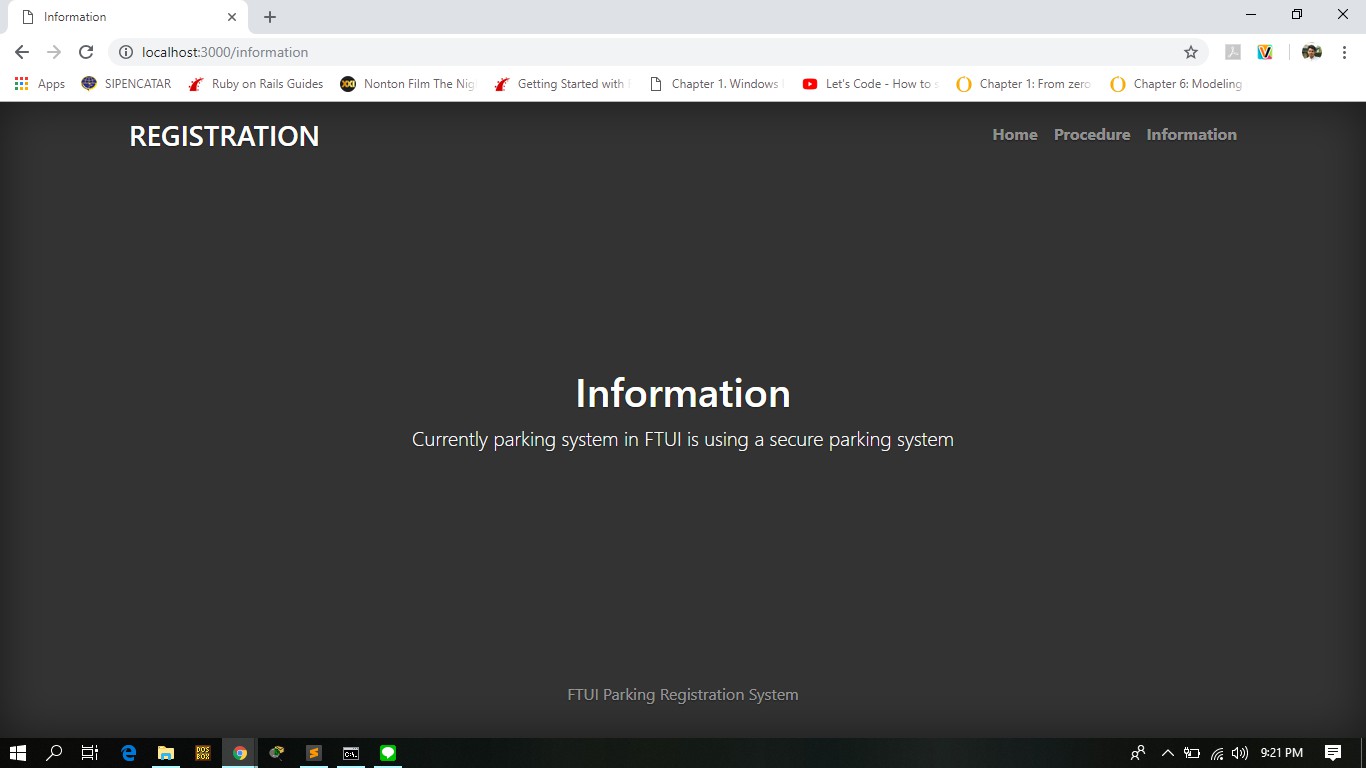 Information
localhost:3000/information
Apps SIPENCATAR Ruby on Rails Guides Nonton Film The Nig Getting Started with Chapter 1. Windows Let's Code - How to s Chapter 1: From zero Chapter 6: Modeling
REGISTRATION Home Procedure Information
Information
Currently parking system in FTUI is using a secure parking system
FTUI Parking Registration System
DOS
BOX
C:\.
9:21 PM